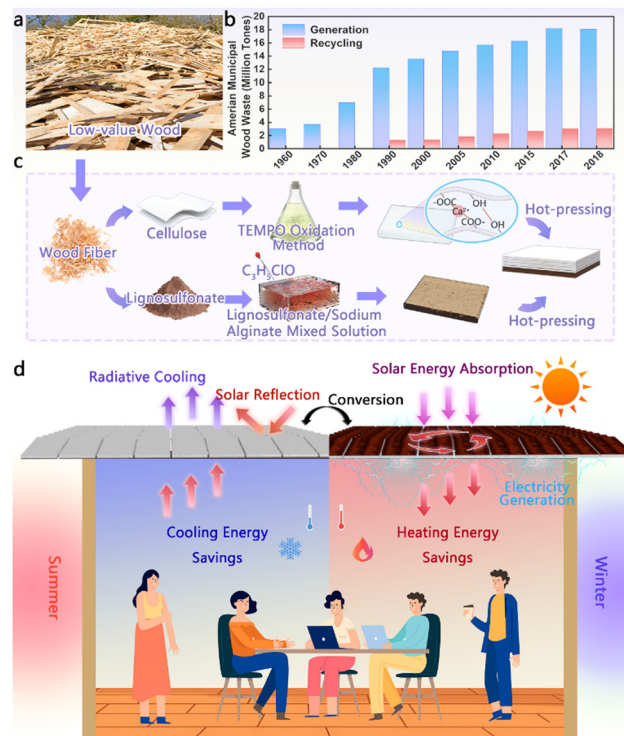 a
Low-value Wood
b
Amerian Municipal
Wood Waste (Million Tones)
20
18
16
14
12
10
8
6
4
2
0
Generation
Recycling
1960
1970
1980
1990
2000
2005
2010
2015
2017
2018
c
Wood Fiber
Cellulose
TEMPO Oxidation
Method
-OOC
OH
Ca²⁺
COO-
OH
Hot-pressing
Lignosulfonate
C₃H₅ClO
Lignosulfonate/Sodium
Alginate Mixed Solution
Hot-pressing
d
Radiative Cooling
Solar Reflection
Conversion
Solar Energy Absorption
Electricity
Generation
Cooling Energy
Savings
Heating Energy
Savings
Summer
Winter